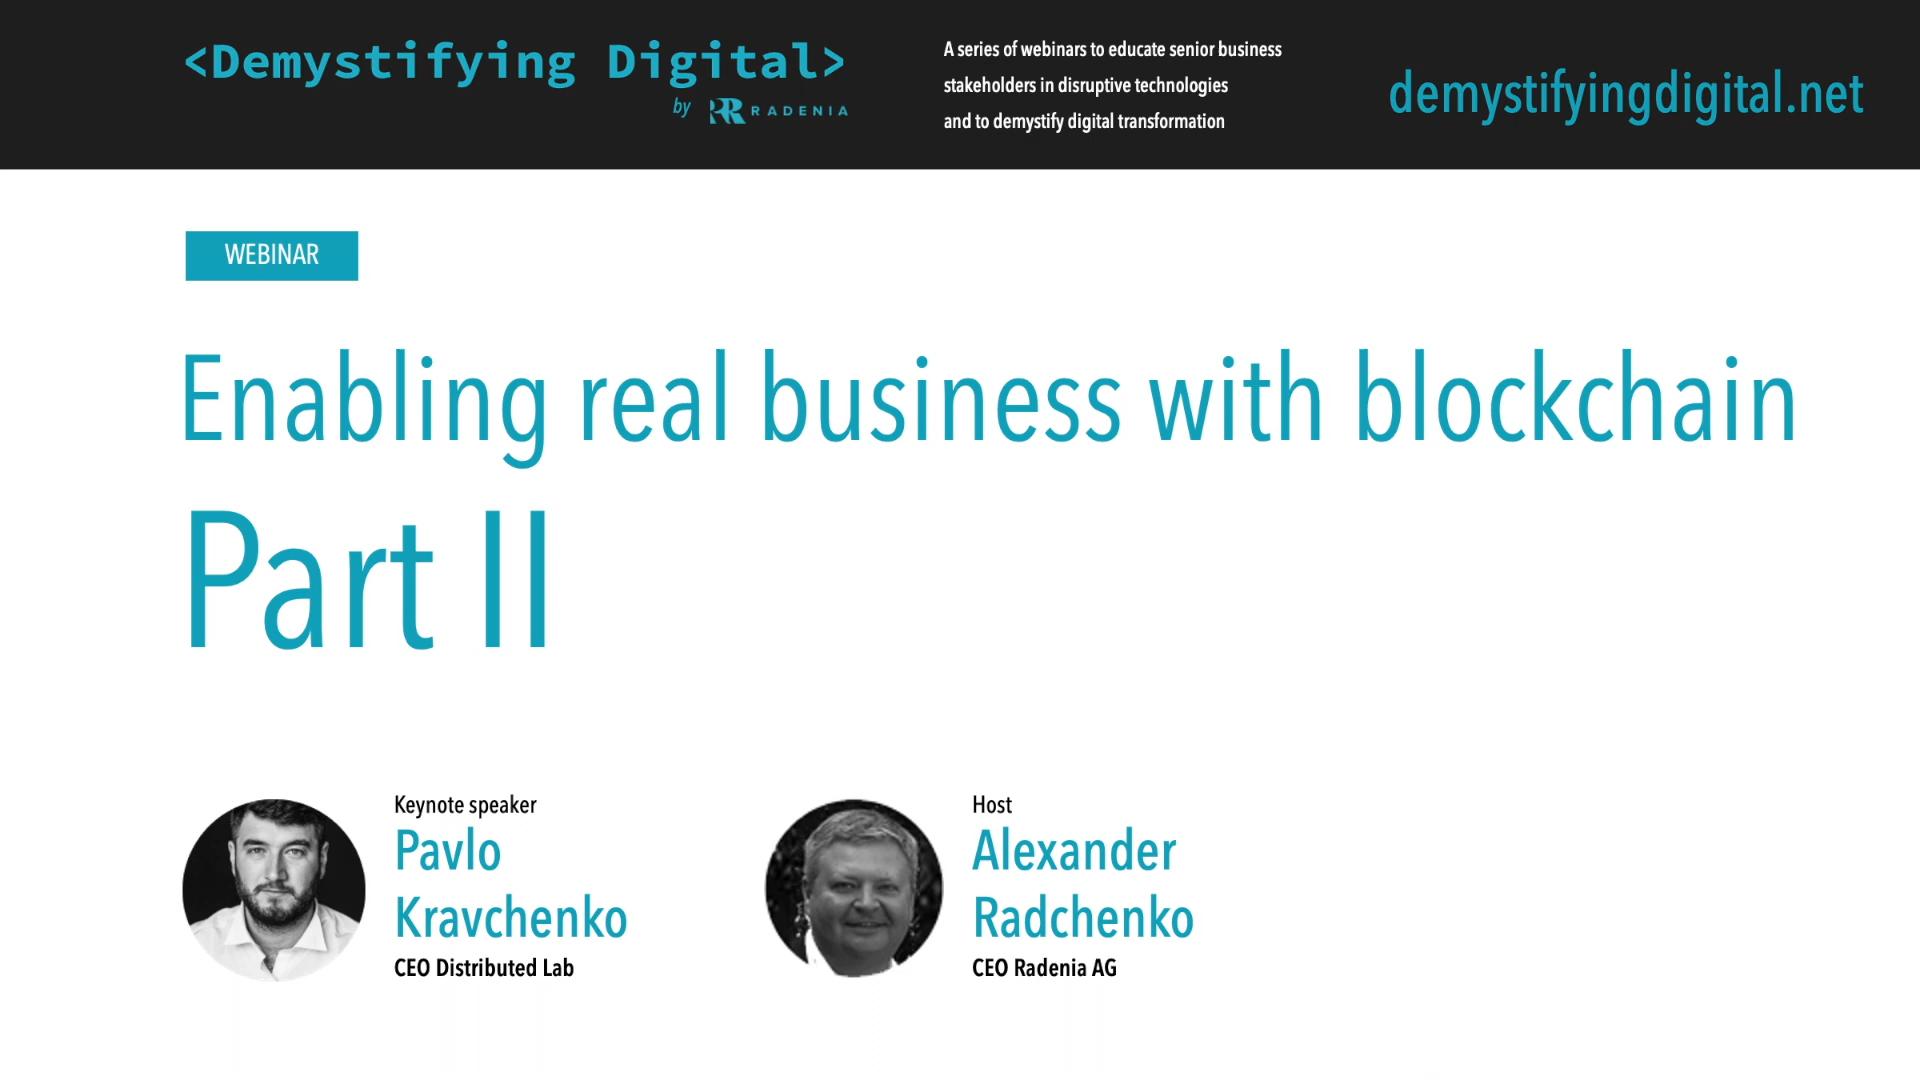 <Demystifying Digital>
by RADENIA
A series of webinars to educate senior business
stakeholders in disruptive technologies
and to demystify digital transformation
demystifyingdigital.net
WEBINAR
Enabling real business with blockchain
Part II
Keynote speaker
Pavlo
Kravchenko
CEO Distributed Lab
Host
Alexander
Radchenko
CEO Radenia AG